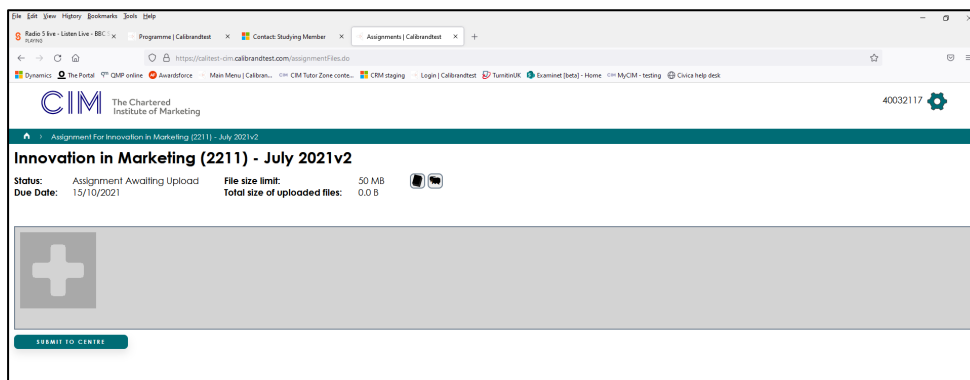 File Edit View History Bookmarks Tools Help
Radio 5 live - Listen Live - BBC S
PLAYING
Programme | Calibrandtest
Contact: Studying Member
Assignments | Calibrandtest
https://calitest-cim.calibrandtest.com/assignmentFiles.do
Dynamics The Portal QMP online Awardsforce Main Menu | Calibran... CIM CIM Tutor Zone conte... CRM staging Login | Calibrandtest TurnitinUK Examinet [beta] - Home CIM MyCIM - testing Civica help desk
CIM The Chartered
Institute of Marketing
40032117
Assignment For Innovation in Marketing (2211) - July 2021v2
Innovation in Marketing (2211) - July 2021v2
Status: Assignment Awaiting Upload File size limit: 50 MB
Due Date: 15/10/2021 Total size of uploaded files: 0.0 B
SUBMIT TO CENTRE